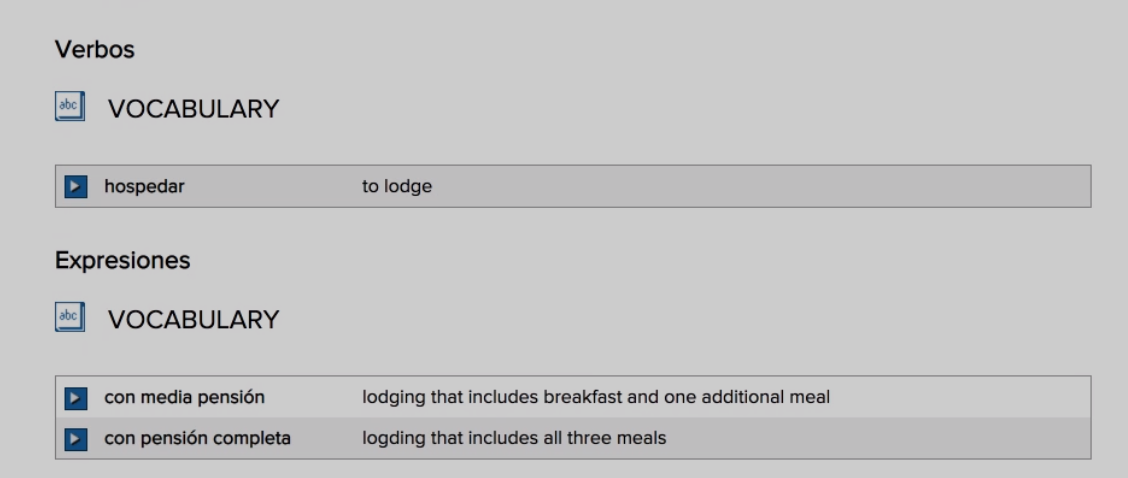 Verbos
abc VOCABULARY
hospedar to lodge
Expresiones
abc VOCABULARY
con media pensión lodging that includes breakfast and one additional meal
con pensión completa logding that includes all three meals